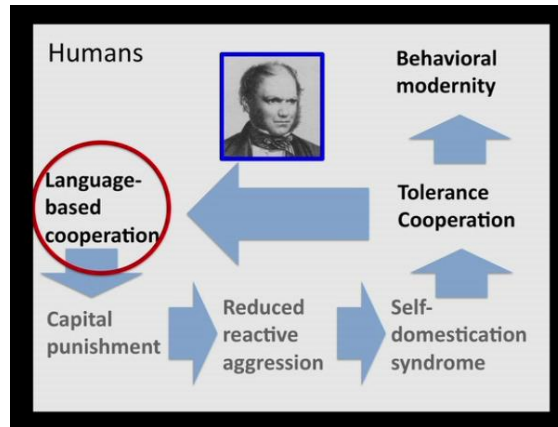 Humans
Behavioral
modernity
Language-
based
cooperation
Tolerance
Cooperation
Capital
punishment
Reduced
reactive
aggression
Self-
domestication
syndrome